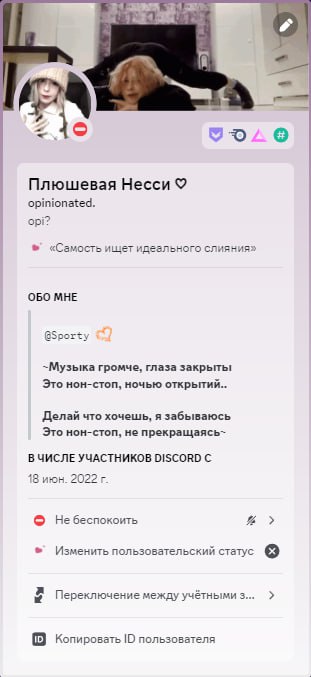 #
Плюшевая Несси ♡
opinionated.
opi?
«Самость ищет идеального слияния»
ОБО МНЕ
@Sporty
~Музыка громче, глаза закрыты
Это нон-стоп, ночью открытий..
Делай что хочешь, я забываюсь
Это нон-стоп, не прекращаясь~
В ЧИСЛЕ УЧАСТНИКОВ DISCORD С
18 июн. 2022 г.
Не беспокоить
Изменить пользовательский статус
Переключение между учётными з...
ID Копировать ID пользователя